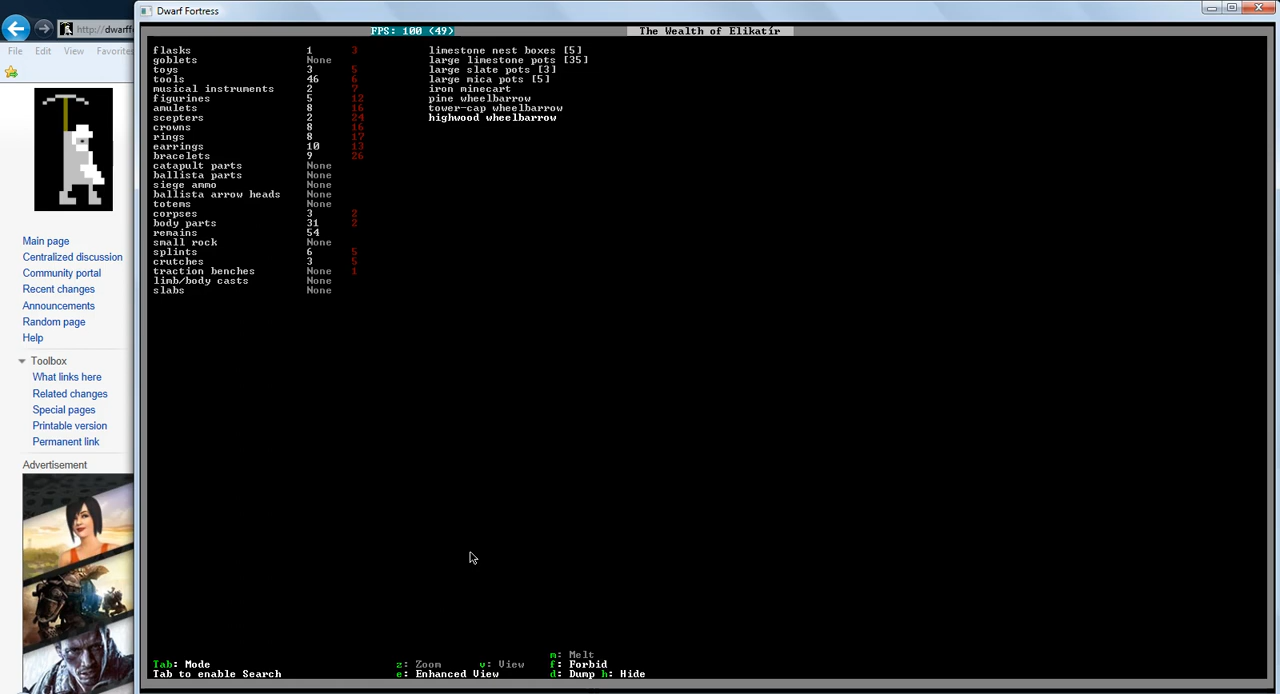 Dwarf Fortress
http://dwarff
File Edit View Favorites
Main page
Centralized discussion
Community portal
Recent changes
Announcements
Random page
Help
Toolbox
What links here
Related changes
Special pages
Printable version
Permanent link
Advertisement
FPS: 100 (49) The Wealth of Elikatír
flasks 1 3 limestone nest boxes [5]
goblets None large limestone pots [35]
toys 3 5 large slate pots [3]
tools 46 6 large mica pots [5]
musical instruments 2 7 iron minecart
figurines 5 12 pine wheelbarrow
amulets 8 16 tower-cap wheelbarrow
scepters 2 24 highwood wheelbarrow
crowns 8 16
rings 8 17
earrings 10 13
bracelets 9 26
catapult parts None
ballista parts None
siege ammo None
ballista arrow heads None
totems None
corpses 3 2
body parts 31 2
remains 54
small rock None
splints 6 5
crutches 3 5
traction benches None 1
limb/body casts None
slabs None
m: Melt
Tab: Mode z: Zoom v: View f: Forbid
Tab to enable Search e: Enhanced View d: Dump h: Hide